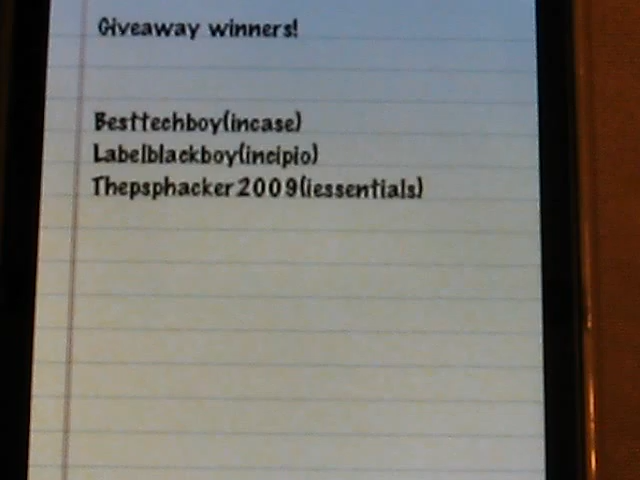 Giveaway winners!
Besttechboy(incase)
Labelblackboy(incipio)
Thepsphacker2009(iessentials)